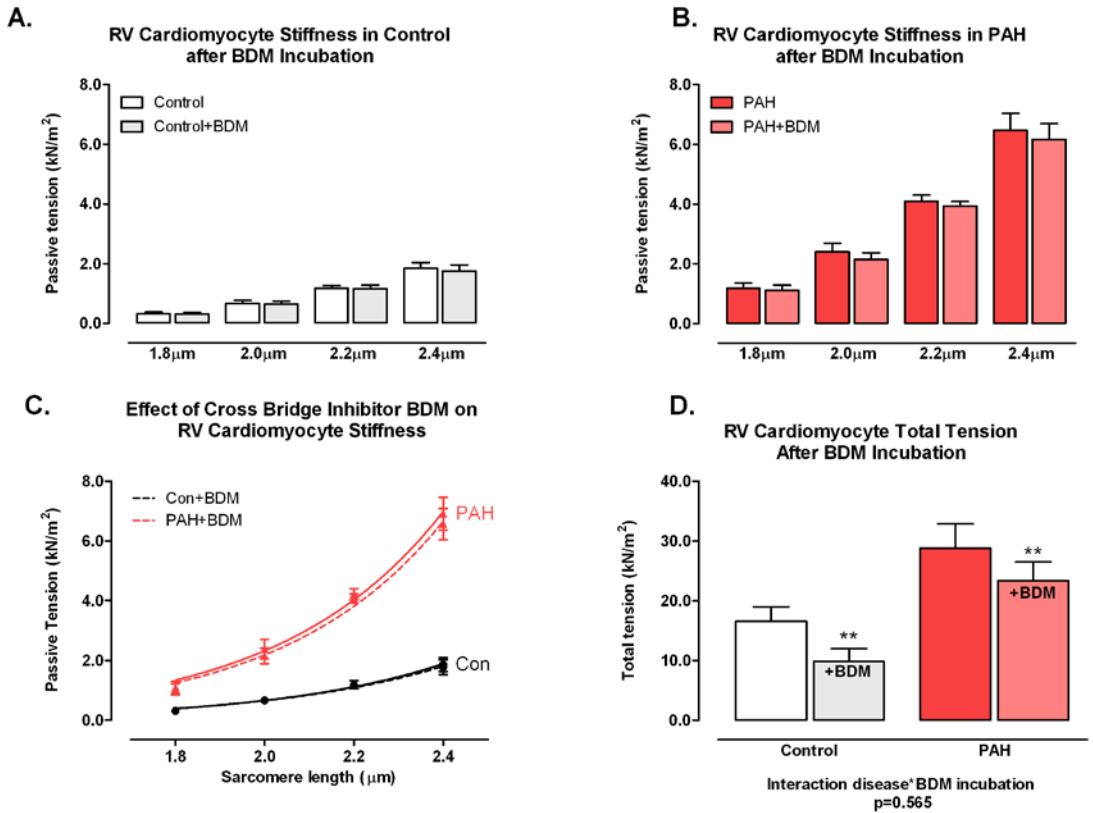 A.
RV Cardiomyocyte Stiffness in Control
after BDM Incubation
Passive tension (kN/m²)
8.0
6.0
4.0
2.0
0.0
Control
Control+BDM
1.8μm
2.0μm
2.2μm
2.4μm
B.
RV Cardiomyocyte Stiffness in PAH
after BDM Incubation
Passive tension (kN/m²)
8.0
6.0
4.0
2.0
0.0
PAH
PAH+BDM
1.8μm
2.0μm
2.2μm
2.4μm
C.
Effect of Cross Bridge Inhibitor BDM on
RV Cardiomyocyte Stiffness
Passive Tension (kN/m²)
8.0
6.0
4.0
2.0
0.0
Con+BDM
PAH+BDM
PAH
Con
1.8
2.0
2.2
2.4
Sarcomere length (μm)
D.
RV Cardiomyocyte Total Tension
After BDM Incubation
Total tension (kN/m²)
40.0
30.0
20.0
10.0
0.0
**
+BDM
**
+BDM
Control
PAH
Interaction disease*BDM incubation
p=0.565